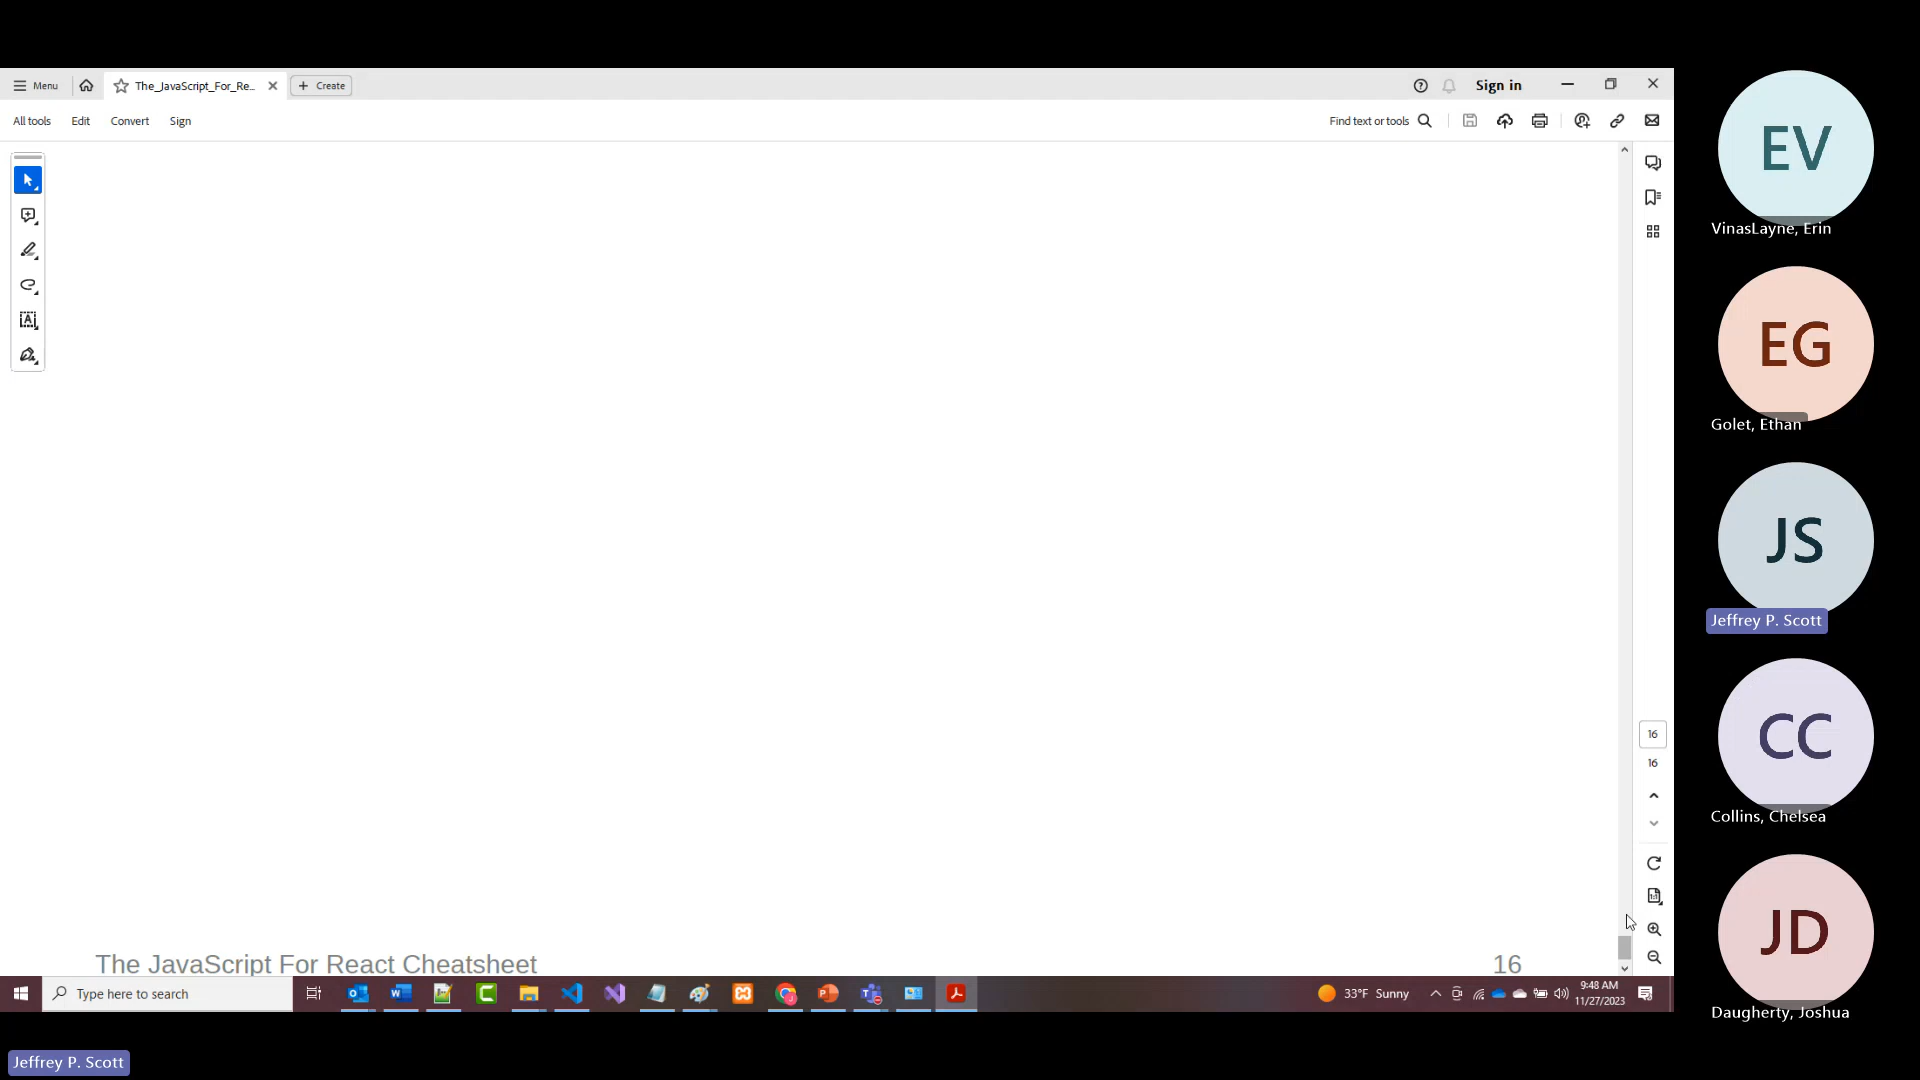 Menu
The_JavaScript_For_Re...
Create
Sign in
All tools
Edit
Convert
Sign
Find text or tools
EV
VinasLayne, Erin
EG
Golet, Ethan
JS
Jeffrey P. Scott
CC
Collins, Chelsea
JD
Daugherty, Joshua
16
16
The JavaScript For React Cheatsheet
16
Type here to search
33°F Sunny
9:48 AM
11/27/2023
Jeffrey P. Scott